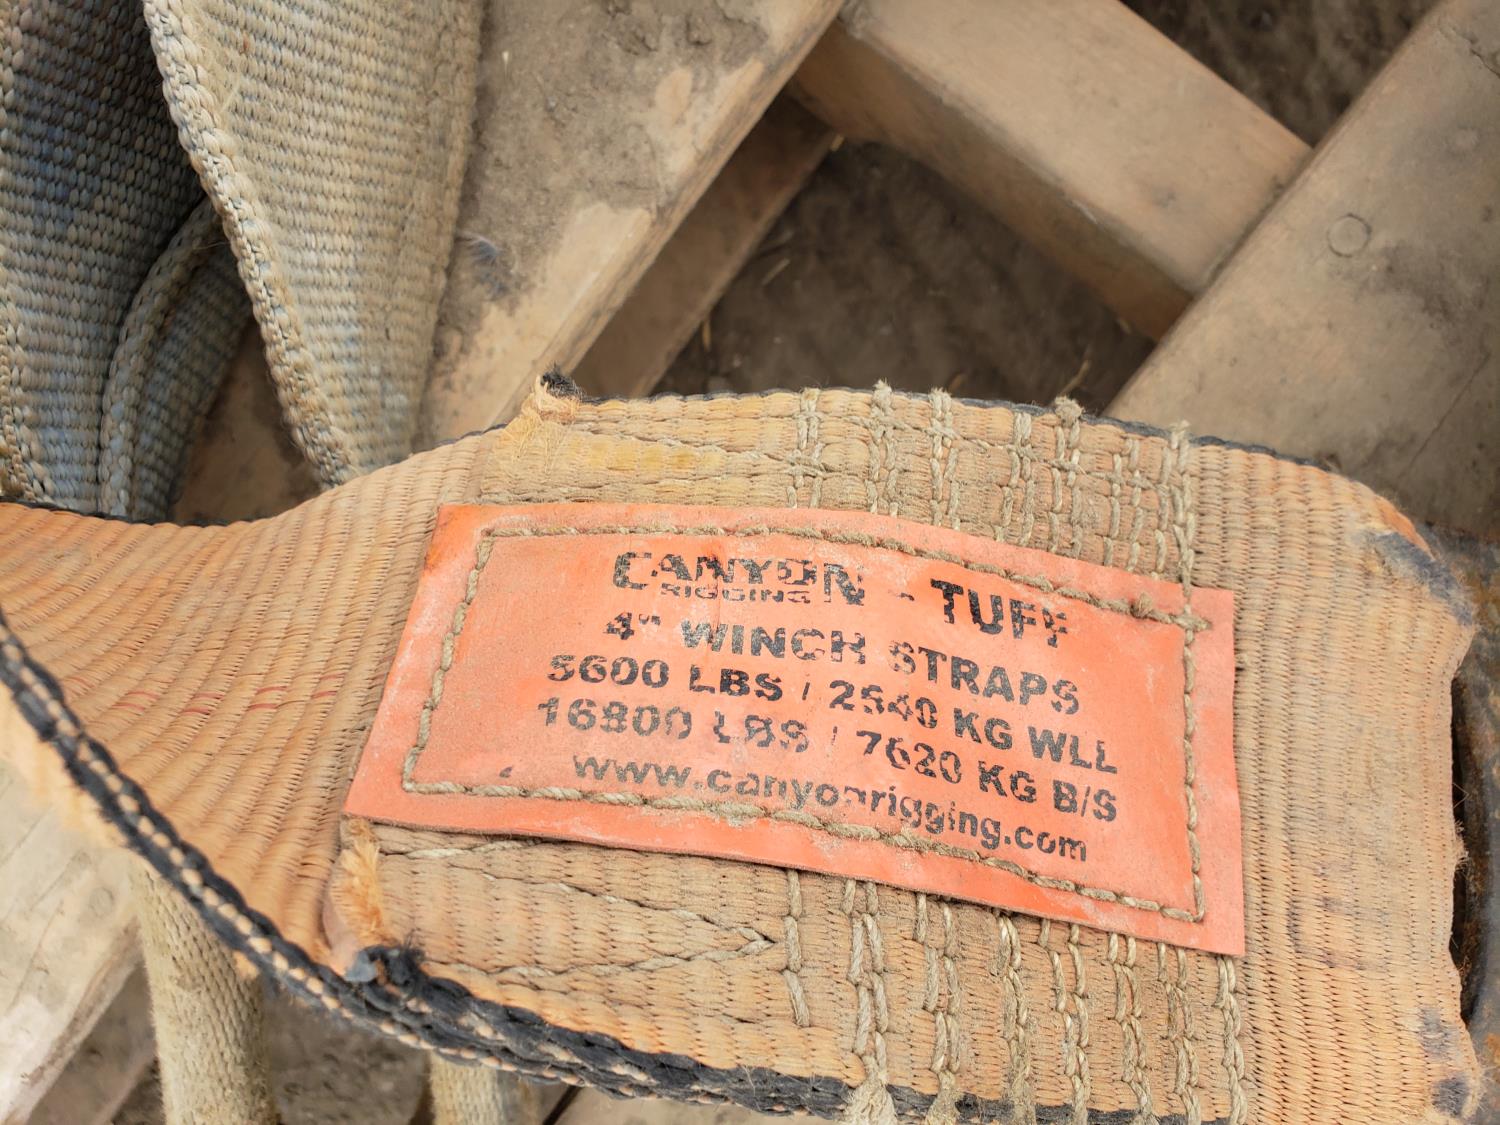 CANYON - TUFF
RIGGING
4" WINCH STRAPS
5600 LBS / 2540 KG WLL
16800 LBS / 7620 KG B/S
www.canyonrigging.com